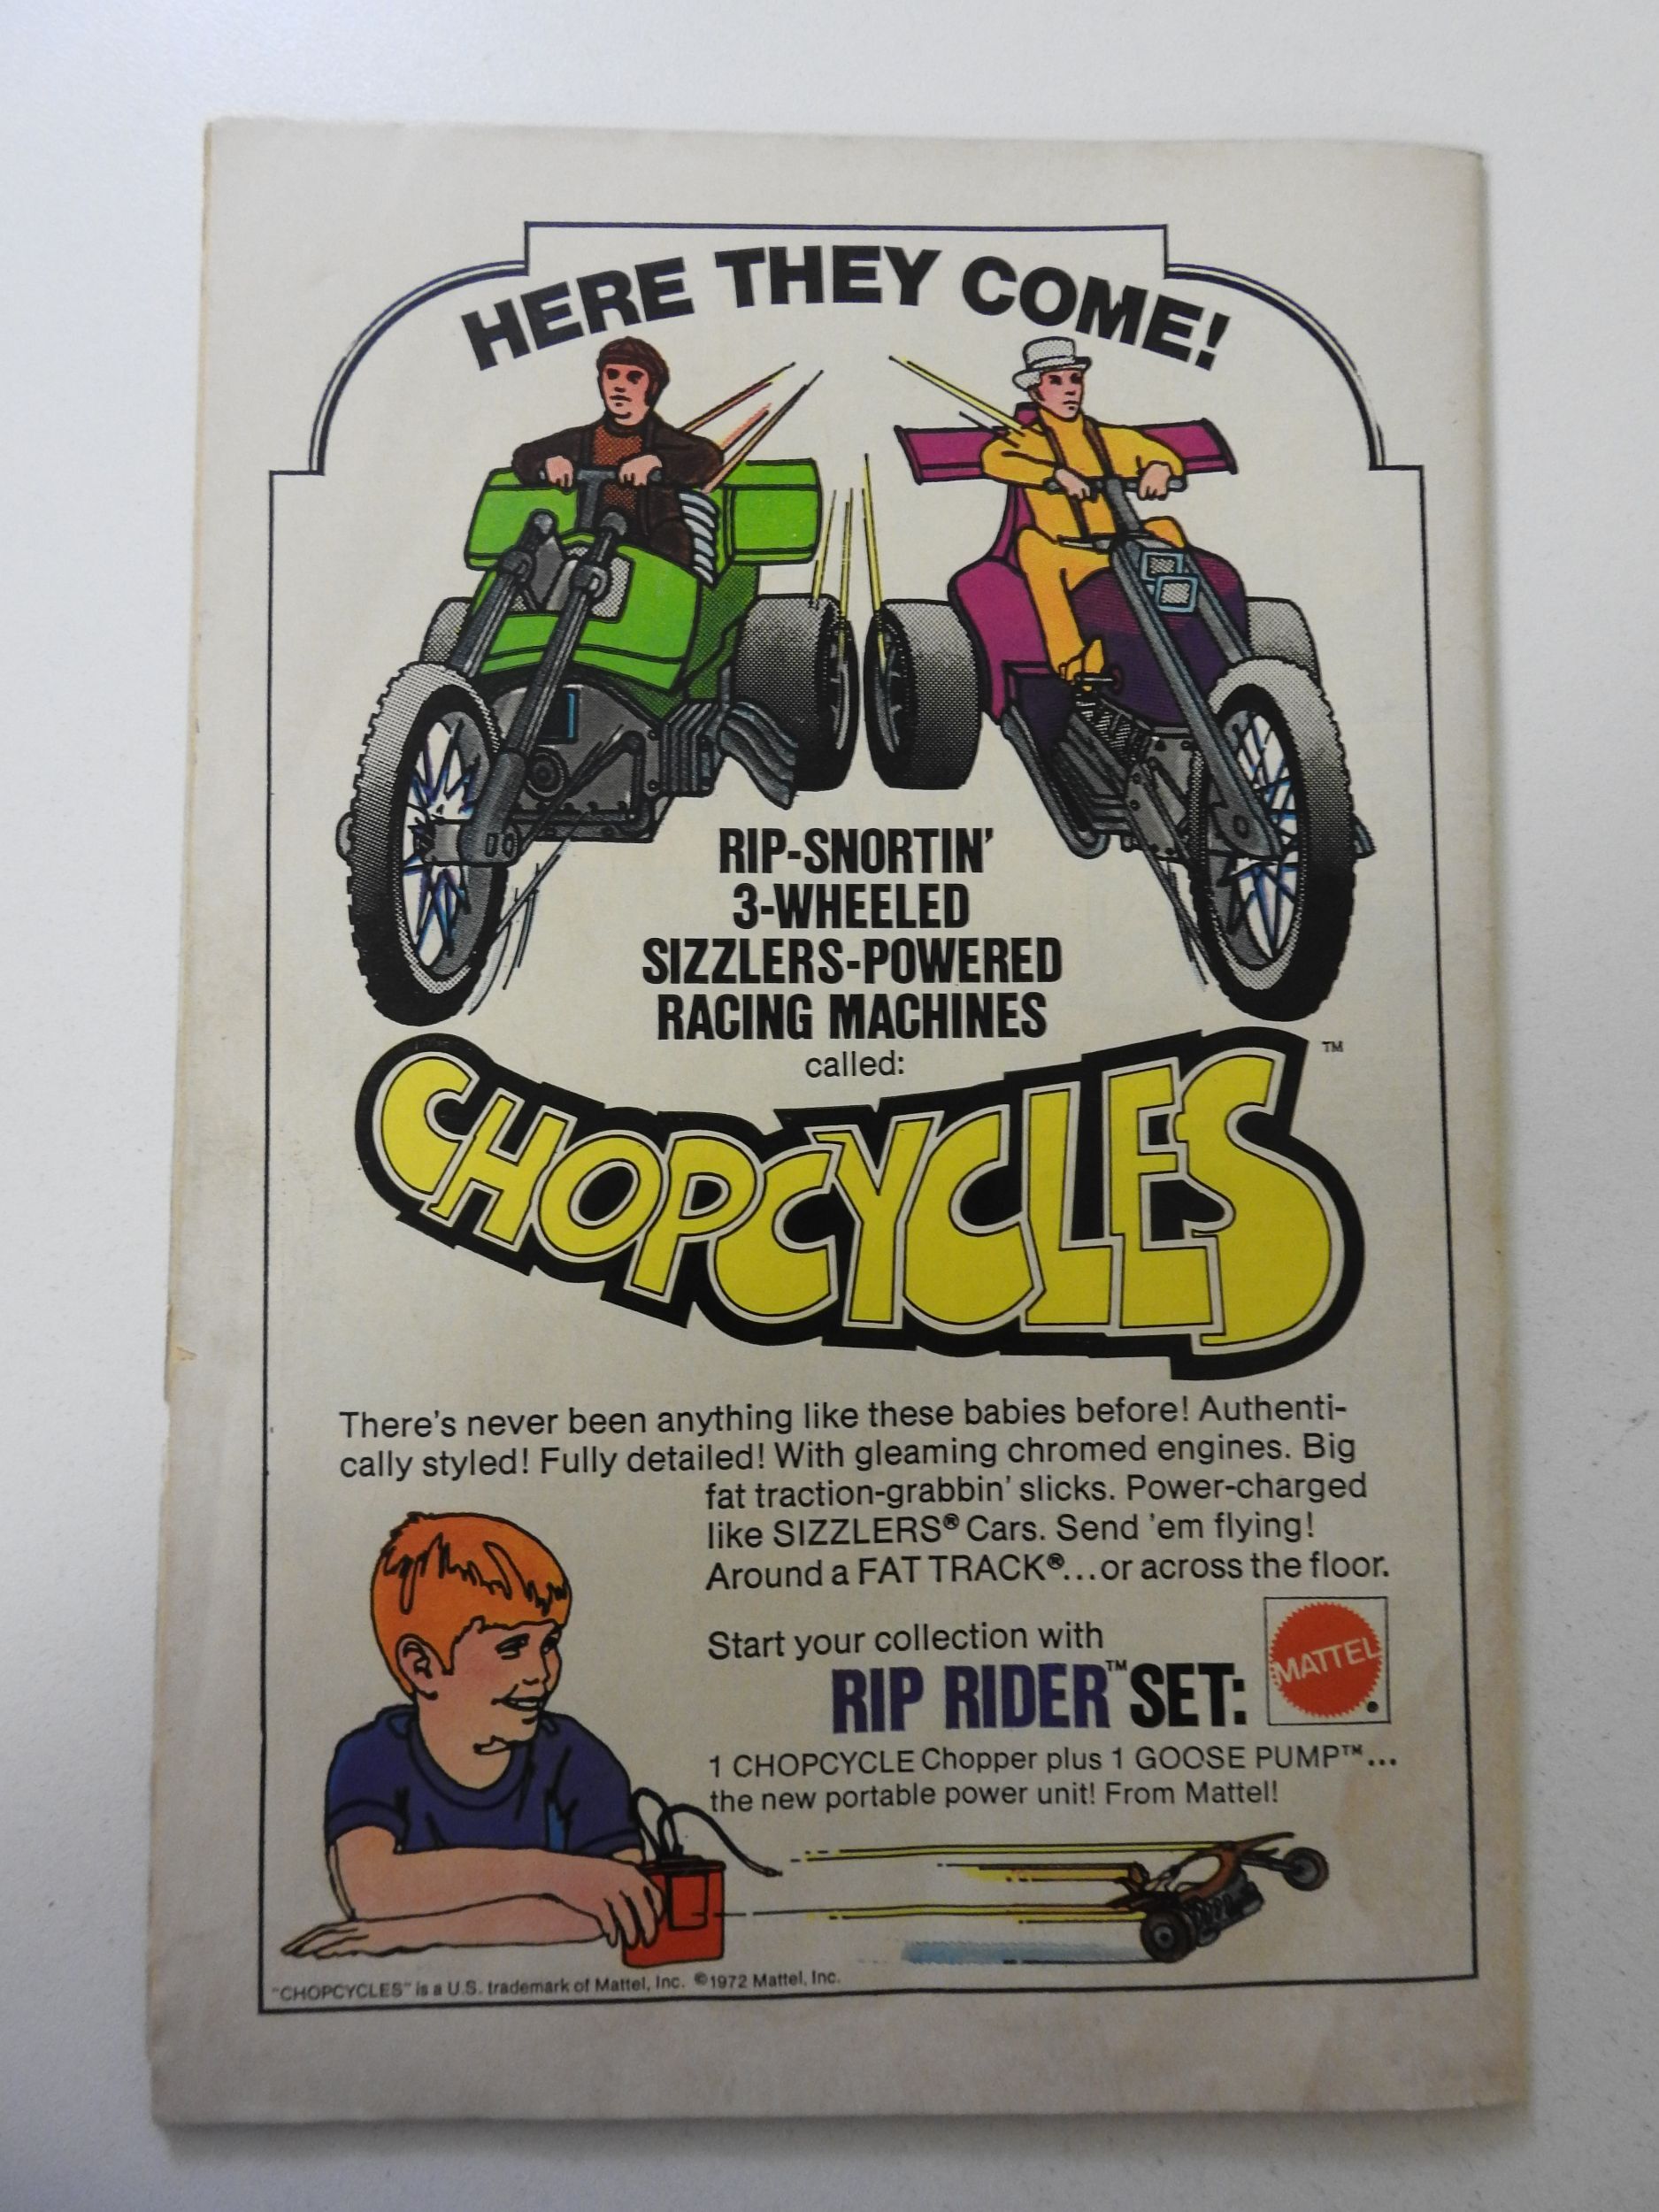 HERE THEY COME!
RIP-SNORTIN'
3-WHEELED
SIZZLERS-POWERED
RACING MACHINES
called:
CHOPCYCLES™
There's never been anything like these babies before! Authenti-
cally styled! Fully detailed! With gleaming chromed engines. Big
fat traction-grabbin' slicks. Power-charged
like SIZZLERS® Cars. Send 'em flying!
Around a FAT TRACK®...or across the floor.
Start your collection with
RIP RIDER™ SET:
MATTEL
1 CHOPCYCLE Chopper plus 1 GOOSE PUMP™...
the new portable power unit! From Mattel!
"CHOPCYCLES" is a U.S. trademark of Mattel, Inc. ©1972 Mattel, Inc.